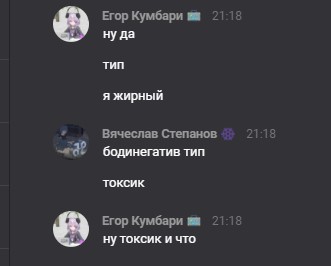 Егор Кумбари 21:18
ну да
тип
я жирный
Вячеслав Степанов 21:18
бодинегатив тип
токсик
Егор Кумбари 21:18
ну токсик и что